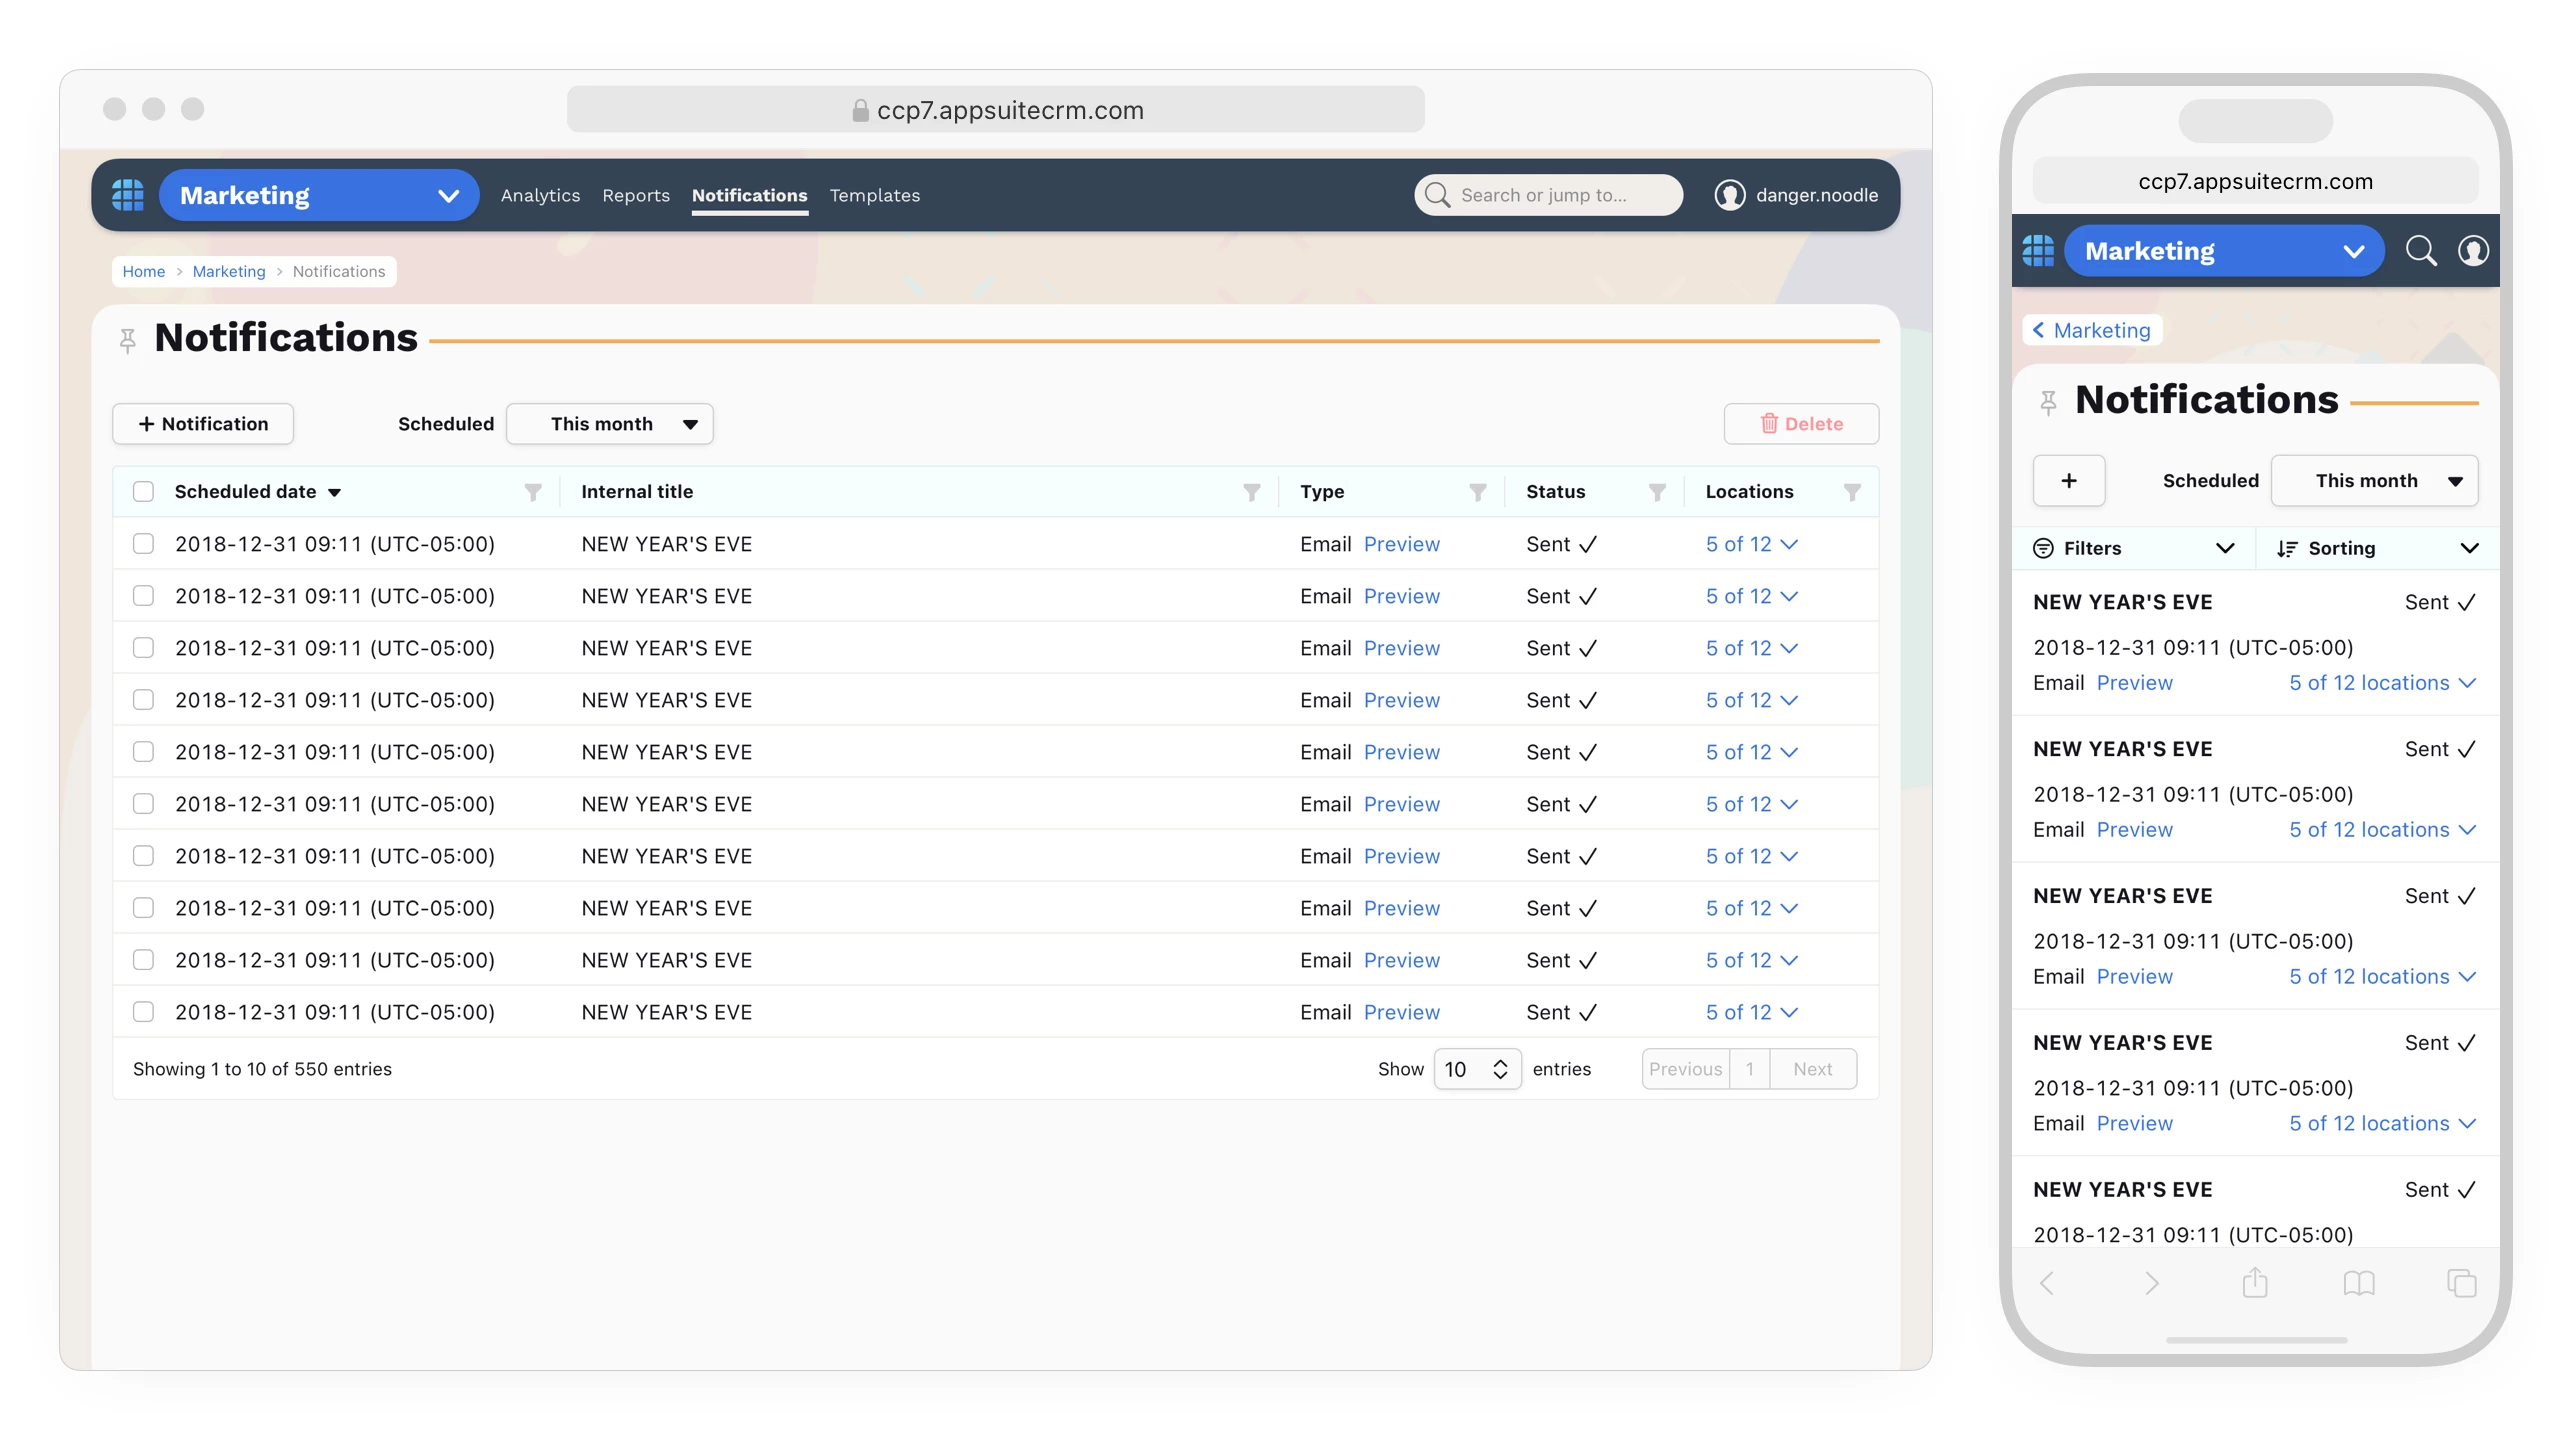 ccp7.appsuitecrm.com
Marketing Analytics Reports Notifications Templates Search or jump to... danger.noodle
Home > Marketing > Notifications
Notifications
+ Notification Scheduled This month Delete
Scheduled date Internal title Type Status Locations
2018-12-31 09:11 (UTC-05:00) NEW YEAR'S EVE Email Preview Sent ✓ 5 of 12
2018-12-31 09:11 (UTC-05:00) NEW YEAR'S EVE Email Preview Sent ✓ 5 of 12
2018-12-31 09:11 (UTC-05:00) NEW YEAR'S EVE Email Preview Sent ✓ 5 of 12
2018-12-31 09:11 (UTC-05:00) NEW YEAR'S EVE Email Preview Sent ✓ 5 of 12
2018-12-31 09:11 (UTC-05:00) NEW YEAR'S EVE Email Preview Sent ✓ 5 of 12
2018-12-31 09:11 (UTC-05:00) NEW YEAR'S EVE Email Preview Sent ✓ 5 of 12
2018-12-31 09:11 (UTC-05:00) NEW YEAR'S EVE Email Preview Sent ✓ 5 of 12
2018-12-31 09:11 (UTC-05:00) NEW YEAR'S EVE Email Preview Sent ✓ 5 of 12
2018-12-31 09:11 (UTC-05:00) NEW YEAR'S EVE Email Preview Sent ✓ 5 of 12
2018-12-31 09:11 (UTC-05:00) NEW YEAR'S EVE Email Preview Sent ✓ 5 of 12
Showing 1 to 10 of 550 entries Show 10 entries Previous 1 Next
ccp7.appsuitecrm.com
Marketing
< Marketing
Notifications
+ Scheduled This month
Filters Sorting
NEW YEAR'S EVE Sent ✓
2018-12-31 09:11 (UTC-05:00)
Email Preview 5 of 12 locations
NEW YEAR'S EVE Sent ✓
2018-12-31 09:11 (UTC-05:00)
Email Preview 5 of 12 locations
NEW YEAR'S EVE Sent ✓
2018-12-31 09:11 (UTC-05:00)
Email Preview 5 of 12 locations
NEW YEAR'S EVE Sent ✓
2018-12-31 09:11 (UTC-05:00)
Email Preview 5 of 12 locations
NEW YEAR'S EVE Sent ✓
2018-12-31 09:11 (UTC-05:00)